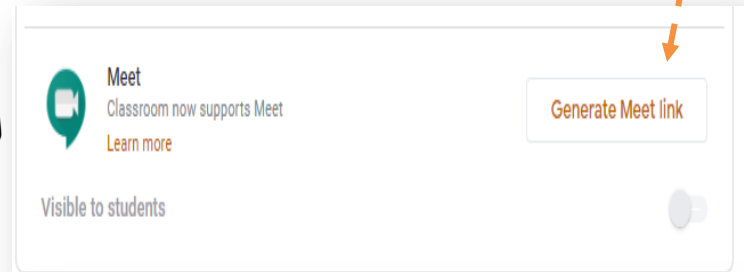 Meet
Classroom now supports Meet
Learn more
Generate Meet link
Visible to students